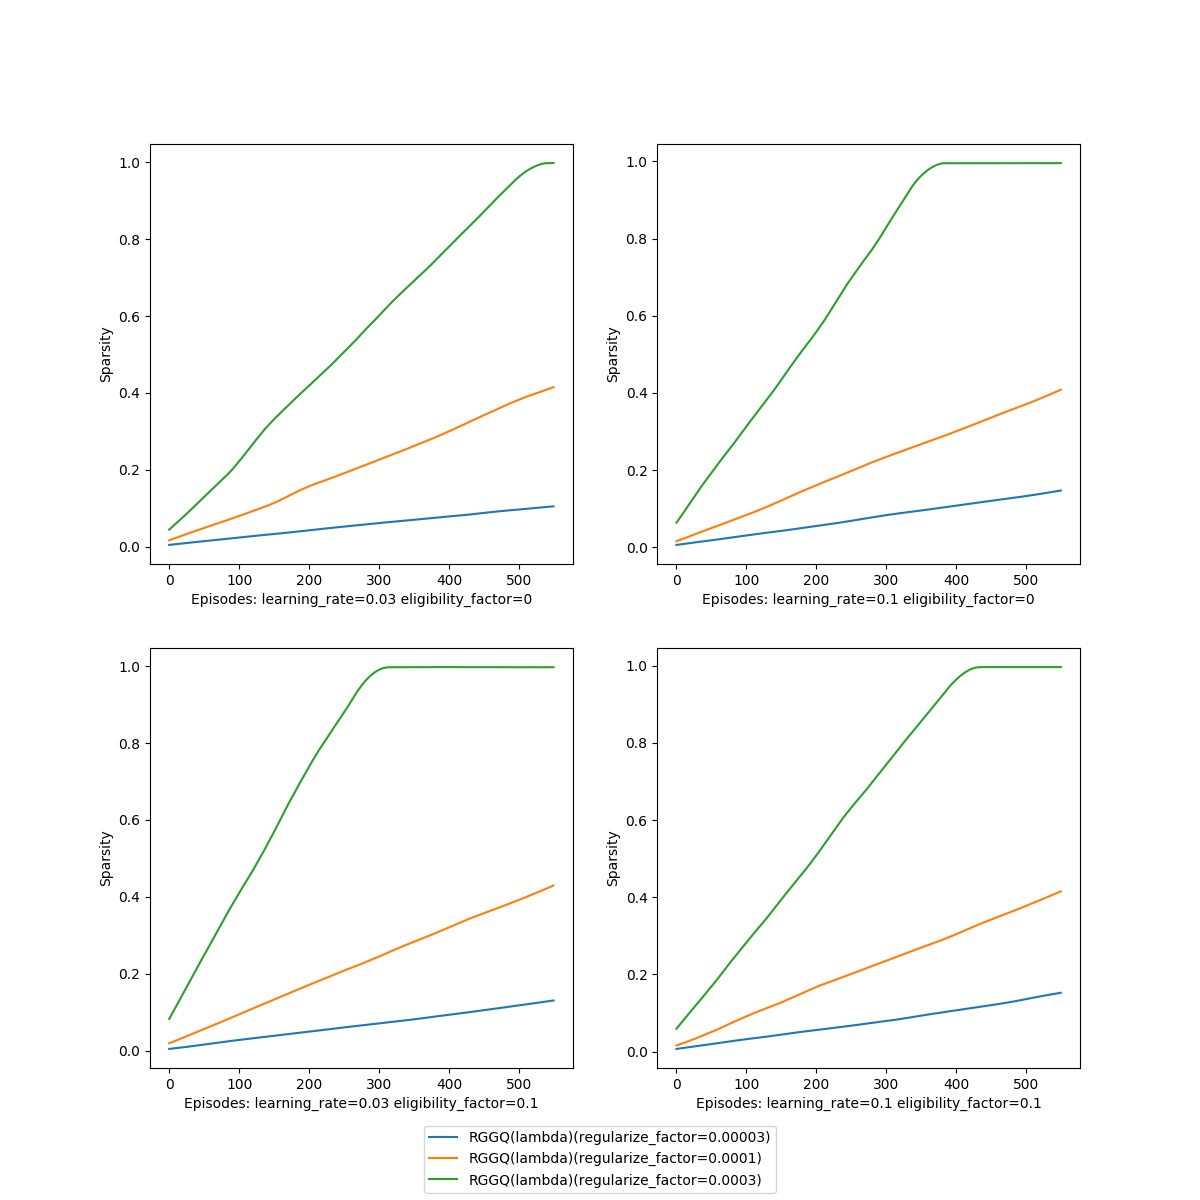 1.0
0.8
0.6
0.4
0.2
0.0
Sparsity
0 100 200 300 400 500
Episodes: learning_rate=0.03 eligibility_factor=0
1.0
0.8
0.6
0.4
0.2
0.0
Sparsity
0 100 200 300 400 500
Episodes: learning_rate=0.1 eligibility_factor=0
1.0
0.8
0.6
0.4
0.2
0.0
Sparsity
0 100 200 300 400 500
Episodes: learning_rate=0.03 eligibility_factor=0.1
1.0
0.8
0.6
0.4
0.2
0.0
Sparsity
0 100 200 300 400 500
Episodes: learning_rate=0.1 eligibility_factor=0.1
RGGQ(lambda)(regularize_factor=0.00003)
RGGQ(lambda)(regularize_factor=0.0001)
RGGQ(lambda)(regularize_factor=0.0003)